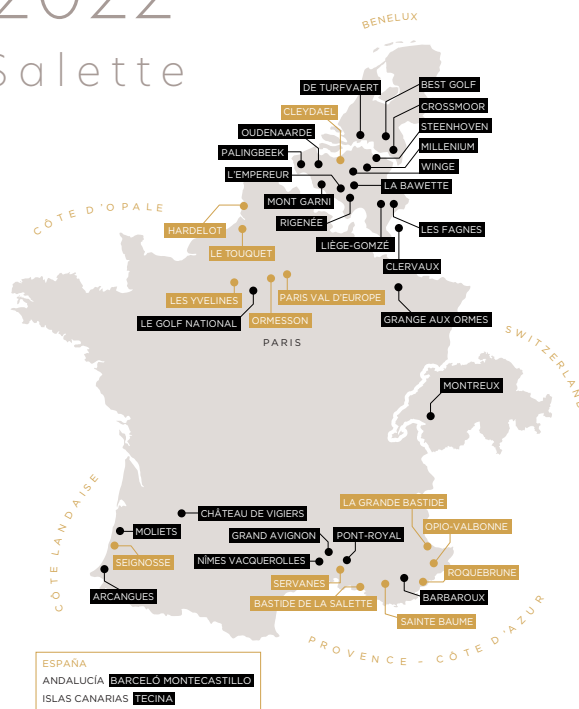 2022
Salette
BENELUX
DE TURFVAERT
BEST GOLF
CLEYDAEL
CROSSMOOR
OUDENAARDE
STEENHOVEN
PALINGBEEK
MILLENIUM
L'EMPEREUR
WINGE
LA BAWETTE
MONT GARNI
RIGENÉE
CÔTE D'OPALE
HARDELOT
LES FAGNES
LIÈGE-GOMZÉ
LE TOUQUET
CLERVAUX
LES YVELINES
PARIS VAL D'EUROPE
LE GOLF NATIONAL
ORMESSON
GRANGE AUX ORMES
PARIS
SWITZERLAND
MONTREUX
CÔTE LANDAISE
LA GRANDE BASTIDE
CHÂTEAU DE VIGIERS
OPIO-VALBONNE
MOLIETS
GRAND AVIGNON
PONT-ROYAL
SEIGNOSSE
NÎMES VACQUEROLLES
ROQUEBRUNE
SERVANES
ARCANGUES
BASTIDE DE LA SALETTE
BARBAROUX
SAINTE BAUME
PROVENCE - CÔTE D'AZUR
ESPAÑA
ANDALUCÍA BARCELÓ MONTECASTILLO
ISLAS CANARIAS TECINA